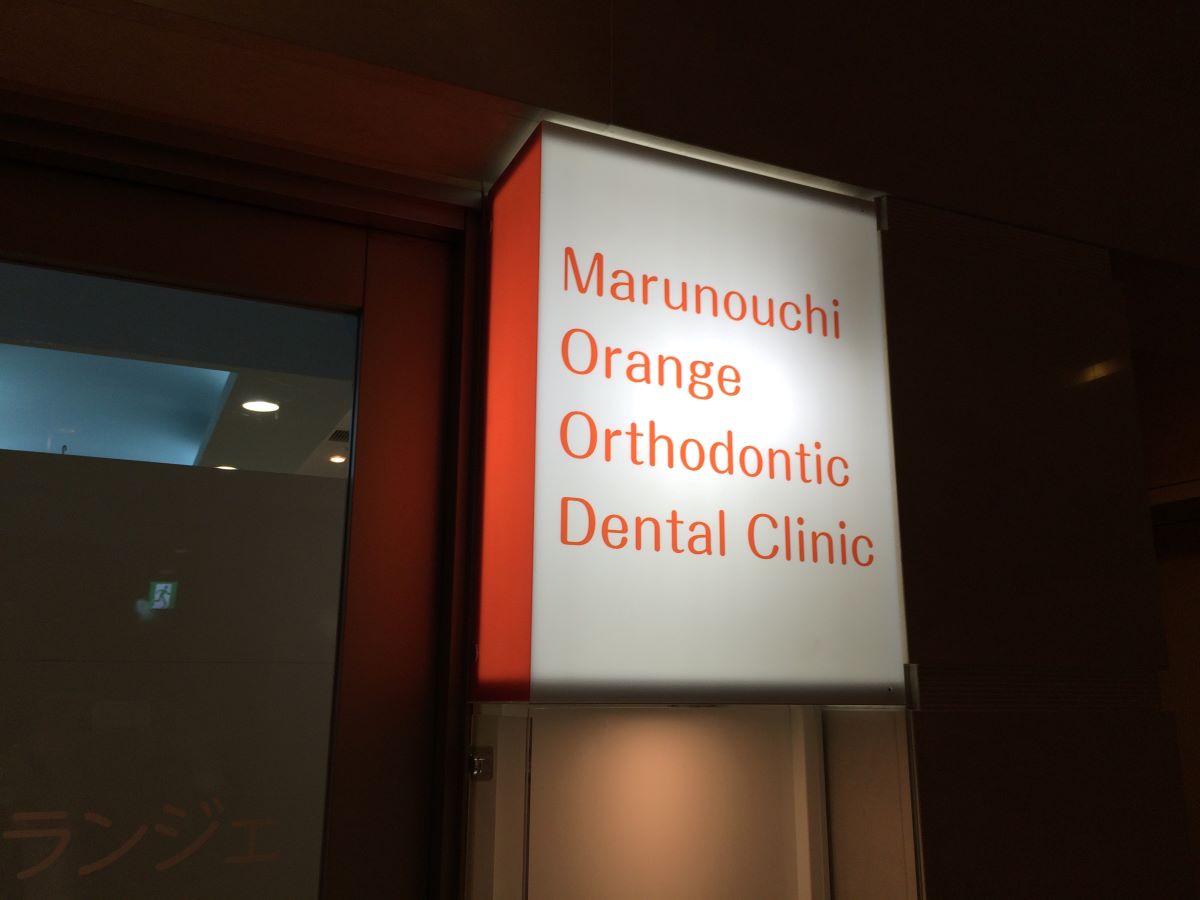 Marunouchi
Orange
Orthodontic
Dental Clinic
ランジェ